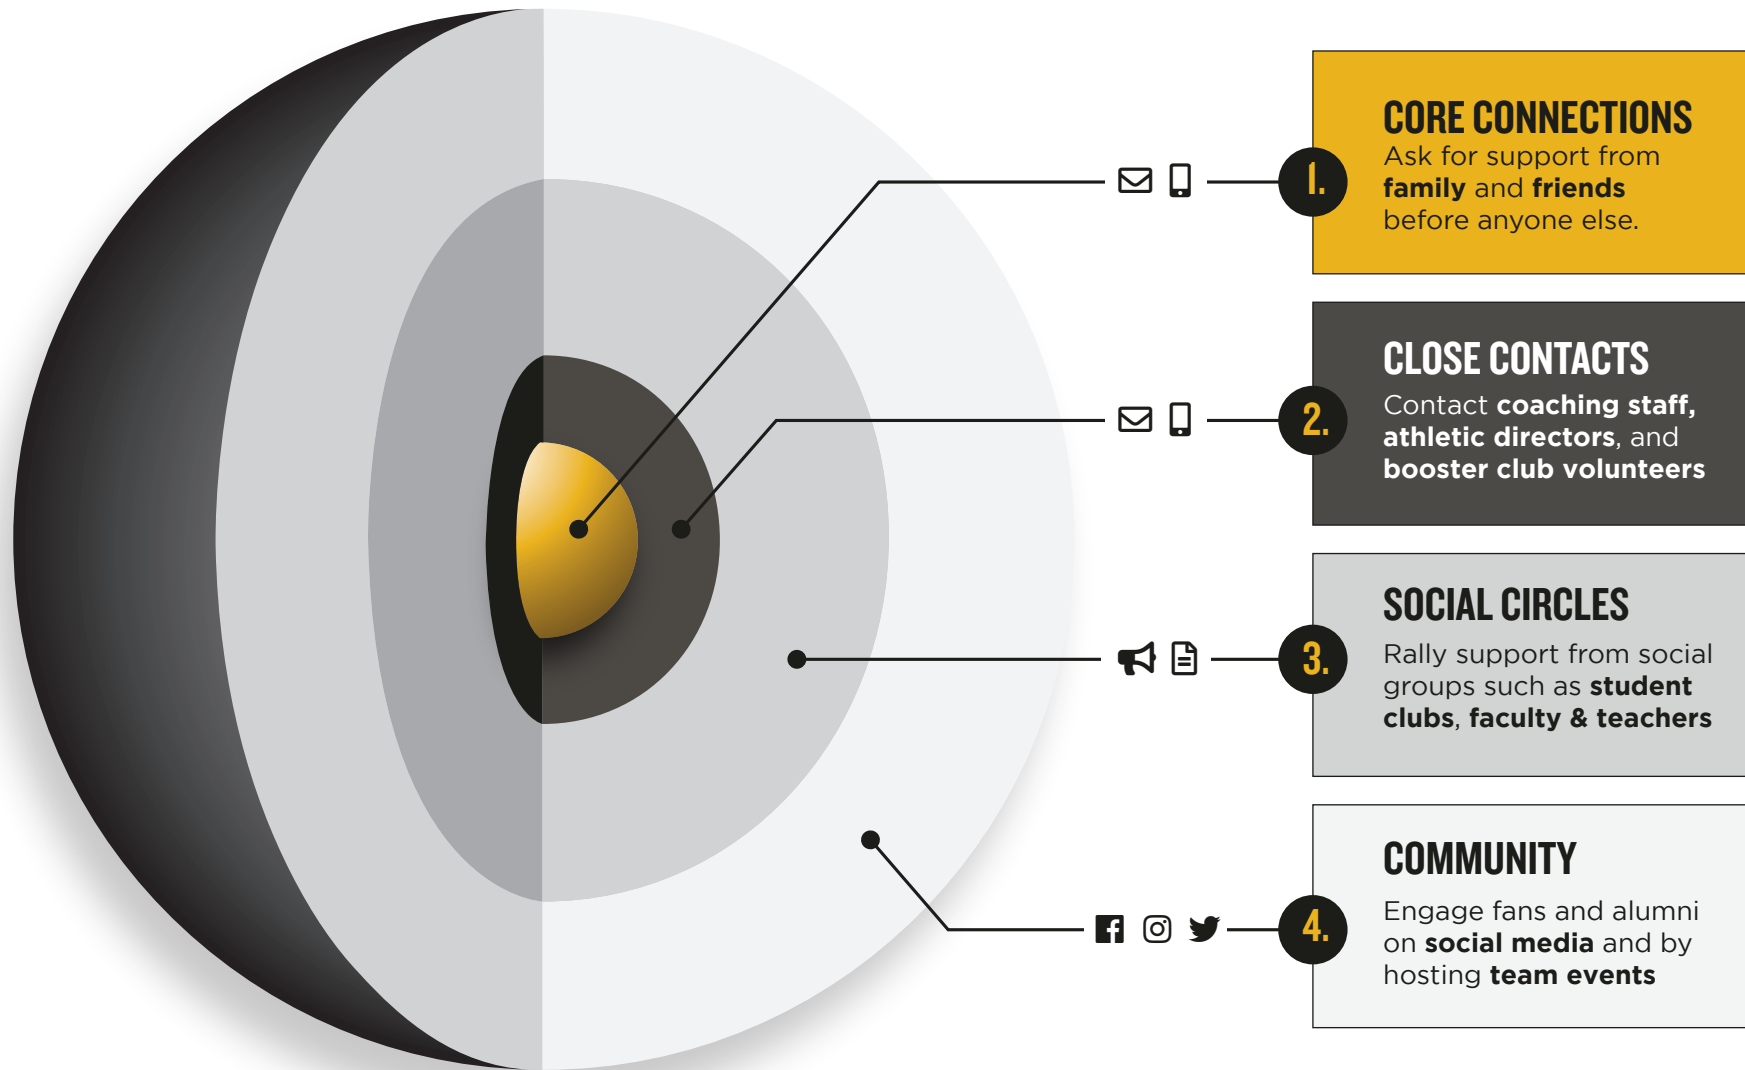 1.
CORE CONNECTIONS
Ask for support from
family and friends
before anyone else.
2.
CLOSE CONTACTS
Contact coaching staff,
athletic directors, and
booster club volunteers
3.
SOCIAL CIRCLES
Rally support from social
groups such as student
clubs, faculty & teachers
4.
COMMUNITY
Engage fans and alumni
on social media and by
hosting team events